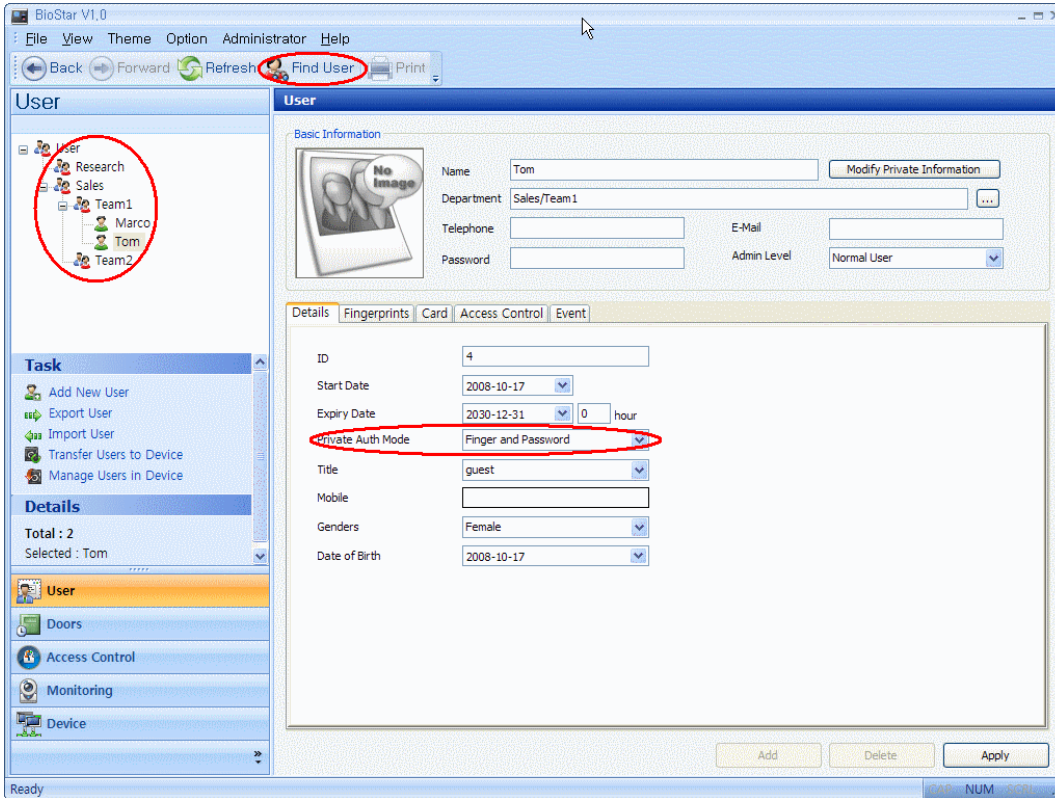 BioStar V1.0
File View Theme Option Administrator Help
Back Forward Refresh Find User Print
User
User
Research
Sales
Team1
Marco
Tom
Team2
Task
Add New User
Export User
Import User
Transfer Users to Device
Manage Users in Device
Details
Total : 2
Selected : Tom
User
Doors
Access Control
Monitoring
Device
User
Basic Information
No Image
Name Tom Modify Private Information
Department Sales/Team1 ...
Telephone E-Mail
Password Admin Level Normal User
Details Fingerprints Card Access Control Event
ID 4
Start Date 2008-10-17
Expiry Date 2030-12-31 0 hour
Private Auth Mode Finger and Password
Title guest
Mobile
Genders Female
Date of Birth 2008-10-17
Add Delete Apply
Ready CAP NUM SCRL